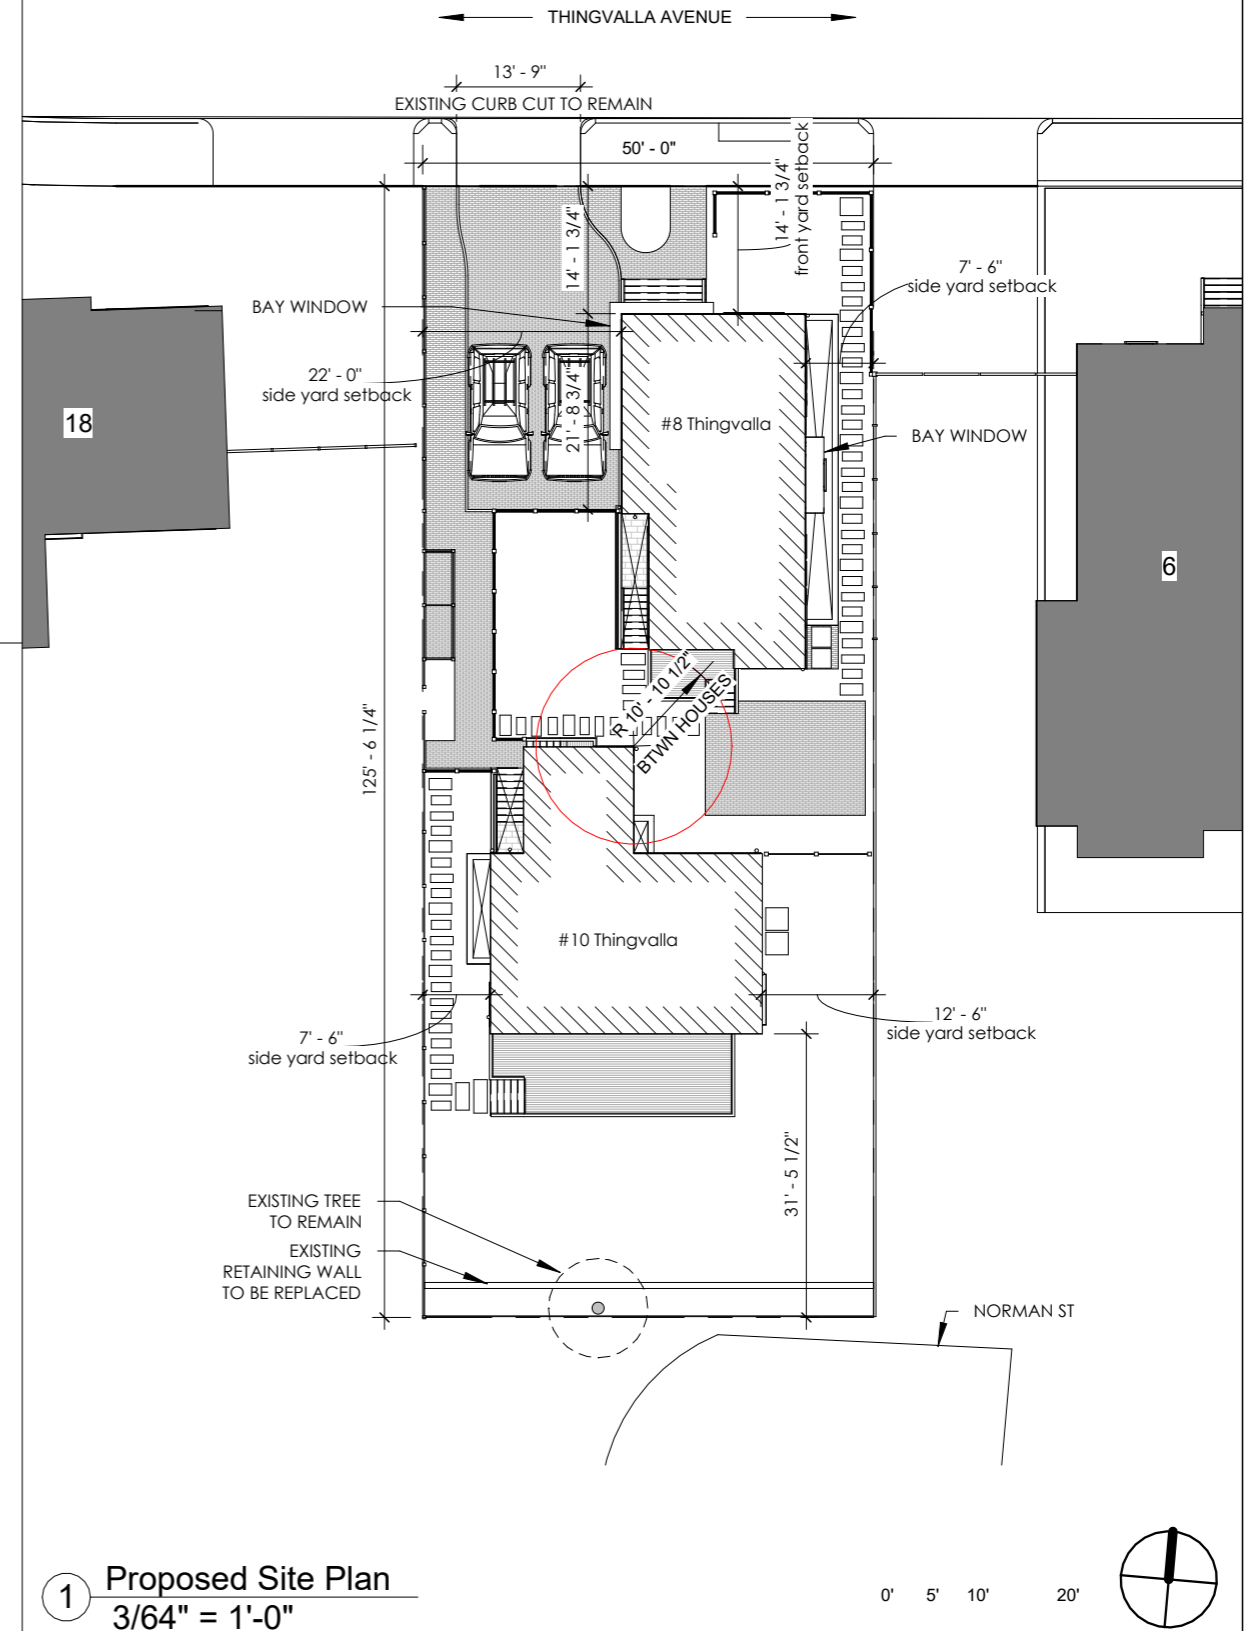 THINGVALLA AVENUE
13' - 9"
EXISTING CURB CUT TO REMAIN
50' - 0"
14' - 1 3/4"
14' - 1 3/4"
front yard setback
7' - 6"
side yard setback
BAY WINDOW
22' - 0"
side yard setback
21' - 8 3/4"
18
#8 Thingvalla
BAY WINDOW
6
R 10' - 10 1/2"
BTWN HOUSES
125' - 6 1/4"
#10 Thingvalla
7' - 6"
side yard setback
12' - 6"
side yard setback
31' - 5 1/2"
EXISTING TREE
TO REMAIN
EXISTING
RETAINING WALL
TO BE REPLACED
NORMAN ST
1
Proposed Site Plan
3/64" = 1'-0"
0' 5' 10' 20'